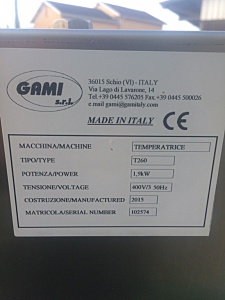 GAMI s.r.l.
36015 Schio (VI) - ITALY
Via Lago di Lavarone, 14
Tel.+39 0445 576205 Fax.+39 0445 500026
e.mail gami@gamitaly.com
MADE IN ITALY CE
MACCHINA/MACHINE TEMPERATRICE
TIPO/TYPE T260
POTENZA/POWER 1,9kW
TENSIONE/VOLTAGE 400V/3 50Hz
COSTRUZIONE/MANUFACTURED 2015
MATRICOLA/SERIAL NUMBER 102574